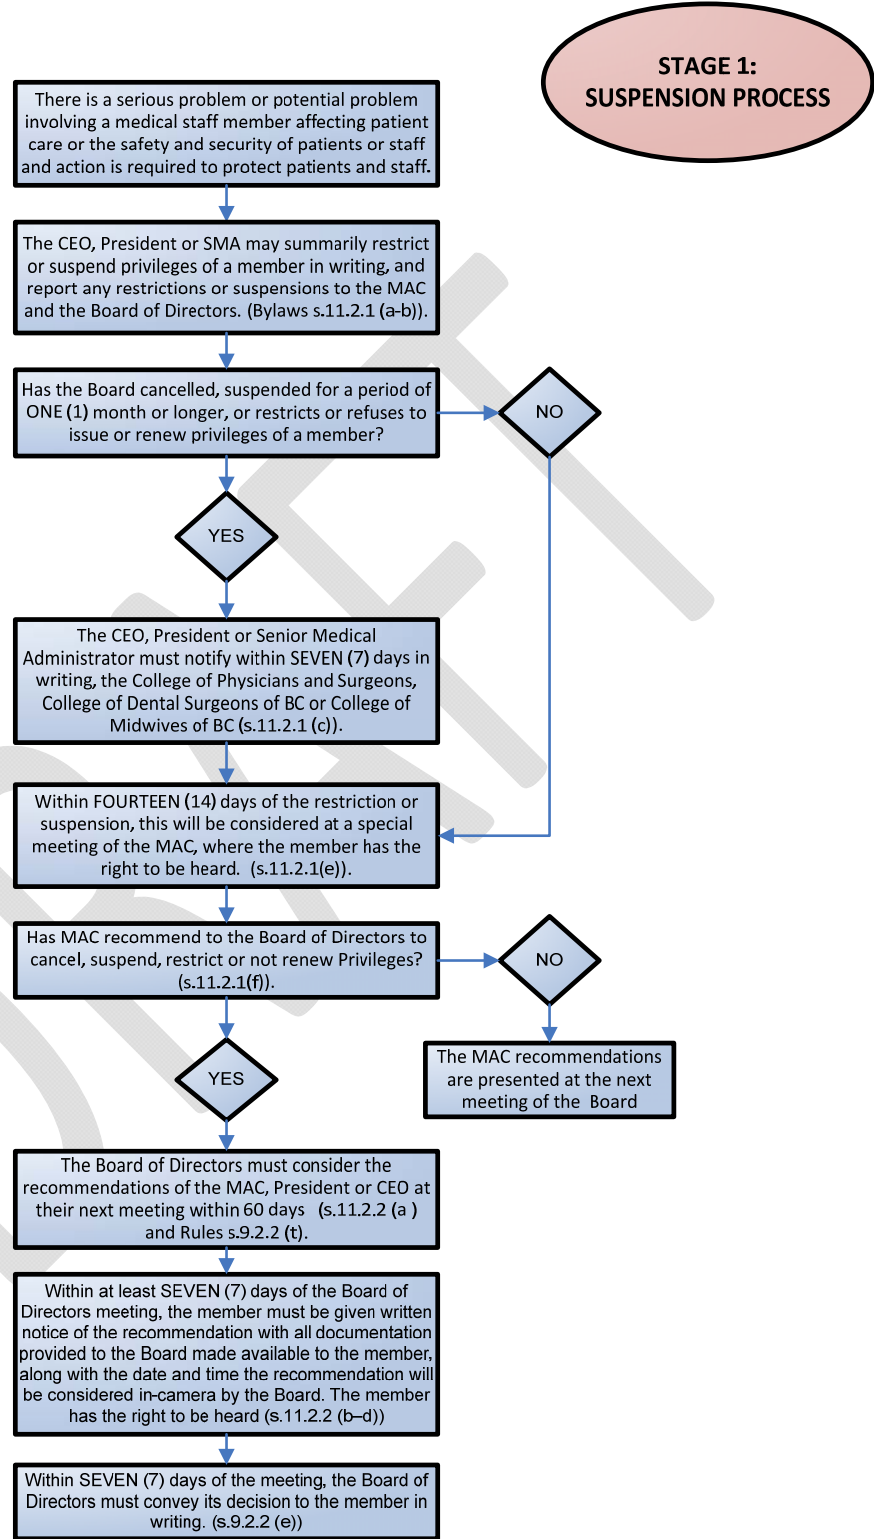 STAGE 1:
SUSPENSION PROCESS
There is a serious problem or potential problem
involving a medical staff member affecting patient
care or the safety and security of patients or staff
and action is required to protect patients and staff.
The CEO, President or SMA may summarily restrict
or suspend privileges of a member in writing, and
report any restrictions or suspensions to the MAC
and the Board of Directors. (Bylaws s.11.2.1 (a-b)).
Has the Board cancelled, suspended for a period of
ONE (1) month or longer, or restricts or refuses to
issue or renew privileges of a member?
NO
YES
The CEO, President or Senior Medical
Administrator must notify within SEVEN (7) days in
writing, the College of Physicians and Surgeons,
College of Dental Surgeons of BC or College of
Midwives of BC (s.11.2.1 (c)).
Within FOURTEEN (14) days of the restriction or
suspension, this will be considered at a special
meeting of the MAC, where the member has the
right to be heard. (s.11.2.1(e)).
Has MAC recommend to the Board of Directors to
cancel, suspend, restrict or not renew Privileges?
(s.11.2.1(f)).
NO
YES
The MAC recommendations
are presented at the next
meeting of the Board
The Board of Directors must consider the
recommendations of the MAC, President or CEO at
their next meeting within 60 days (s.11.2.2 (a )
and Rules s.9.2.2 (t).
Within at least SEVEN (7) days of the Board of
Directors meeting, the member must be given written
notice of the recommendation with all documentation
provided to the Board made available to the member,
along with the date and time the recommendation will
be considered in-camera by the Board. The member
has the right to be heard (s.11.2.2 (b–d))
Within SEVEN (7) days of the meeting, the Board of
Directors must convey its decision to the member in
writing. (s.9.2.2 (e))
DRAFT